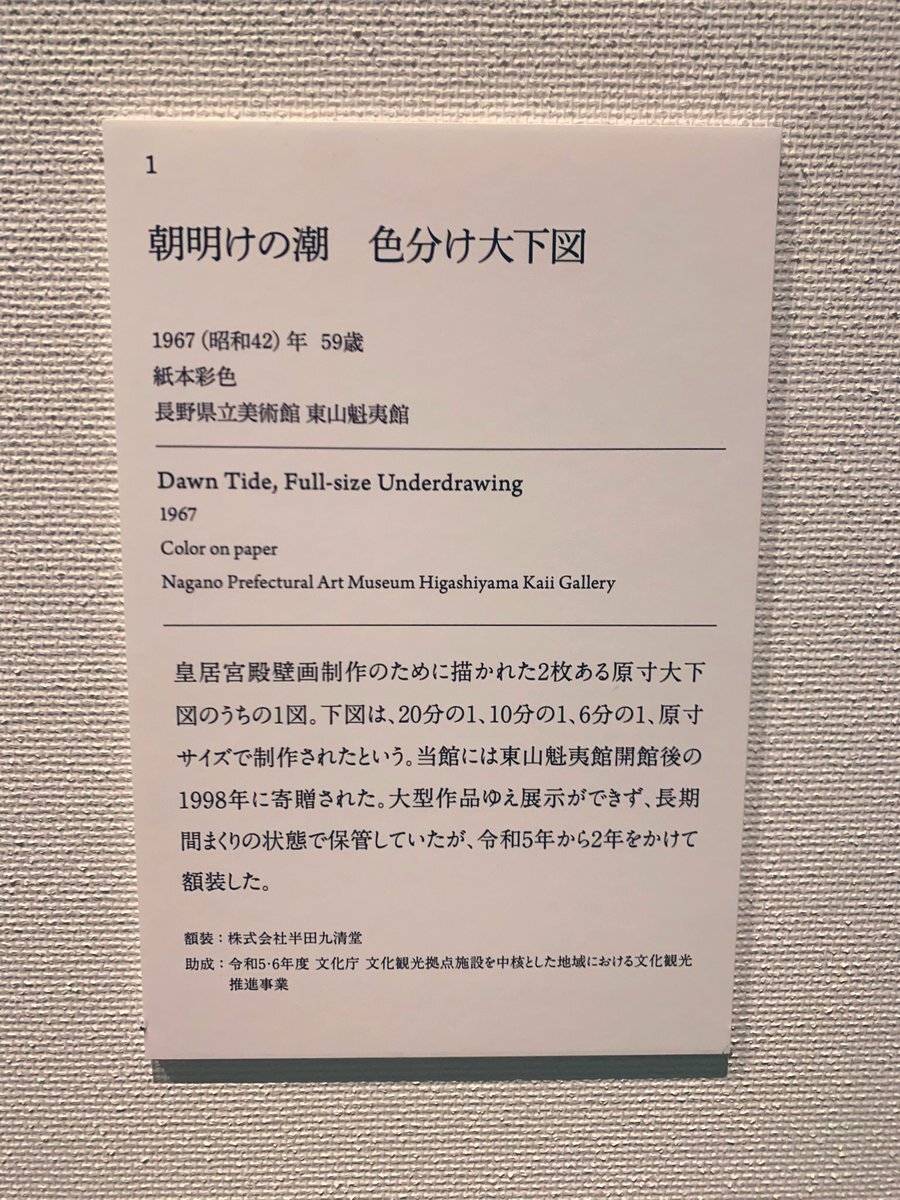 1
朝明けの潮　色分け大下図
1967（昭和42）年 59歳
紙本彩色
長野県立美術館 東山魁夷館
Dawn Tide, Full-size Underdrawing
1967
Color on paper
Nagano Prefectural Art Museum Higashiyama Kaii Gallery
皇居宮殿壁画制作のために描かれた2枚ある原寸大下
図のうちの1図。下図は、20分の1、10分の1、6分の1、原寸
サイズで制作されたという。当館には東山魁夷館開館後の
1998年に寄贈された。大型作品ゆえ展示ができず、長期
間まくりの状態で保管していたが、令和5年から2年をかけて
額装した。
額装：株式会社半田九清堂
助成：令和5・6年度 文化庁 文化観光拠点施設を中核とした地域における文化観光
推進事業